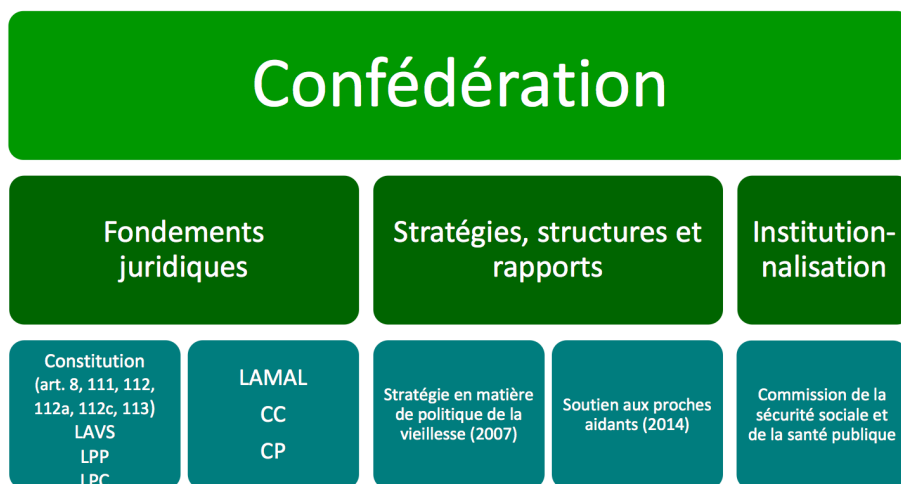 Confédération
Fondements
juridiques
Stratégies, structures et
rapports
Institution-
nalisation
Constitution
(art. 8, 111, 112,
112a, 112c, 113)
LAVS
LPP
LPC
LAMAL
CC
CP
Stratégie en matière
de politique de la
vieillesse (2007)
Soutien aux proches
aidants (2014)
Commission de la
sécurité sociale et
de la santé publique